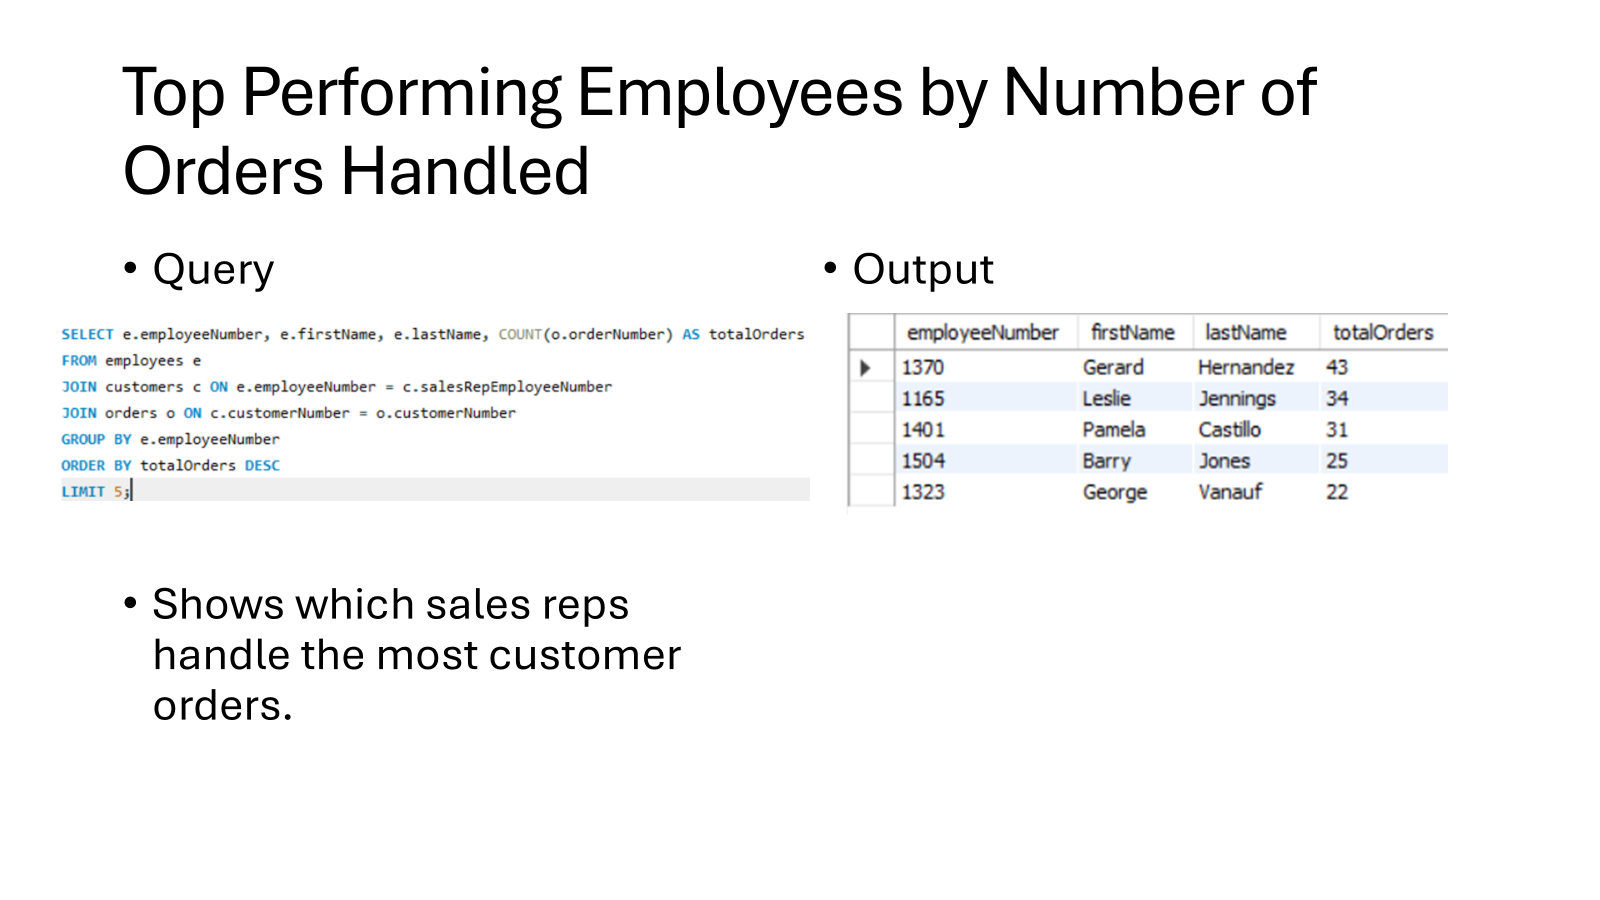 Top Performing Employees by Number of
Orders Handled
• Query
SELECT e.employeeNumber, e.firstName, e.lastName, COUNT(o.orderNumber) AS totalOrders
FROM employees e
JOIN customers c ON e.employeeNumber = c.salesRepEmployeeNumber
JOIN orders o ON c.customerNumber = o.customerNumber
GROUP BY e.employeeNumber
ORDER BY totalOrders DESC
LIMIT 5;
• Shows which sales reps
handle the most customer
orders.
• Output
employeeNumber firstName lastName totalOrders
1370 Gerard Hernandez 43
1165 Leslie Jennings 34
1401 Pamela Castillo 31
1504 Barry Jones 25
1323 George Vanauf 22